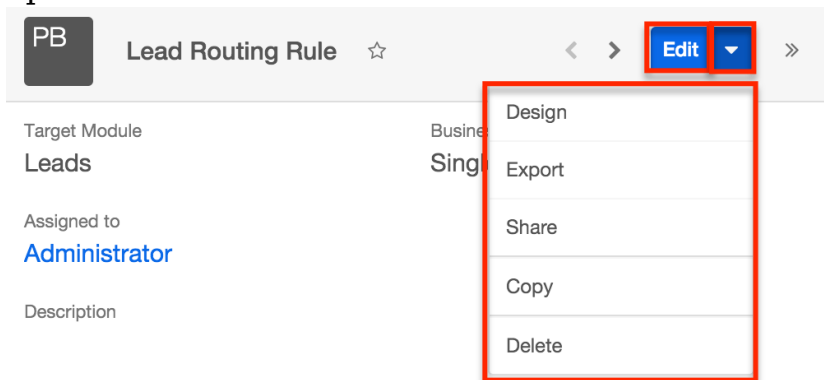 PB
Lead Routing Rule
Edit
Design
Target Module
Leads
Export
Share
Assigned to
Administrator
Copy
Description
Delete